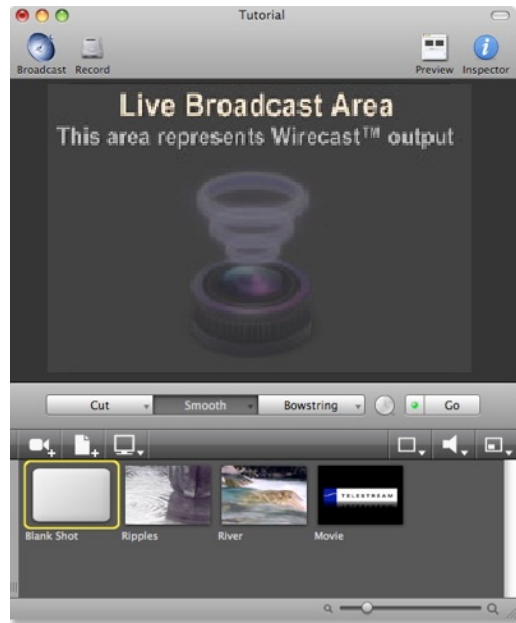 Tutorial
Broadcast Record Preview Inspector
Live Broadcast Area
This area represents Wirecast™ output
Cut Smooth Bowstring Go
TELESTREAM
Blank Shot Ripples River Movie